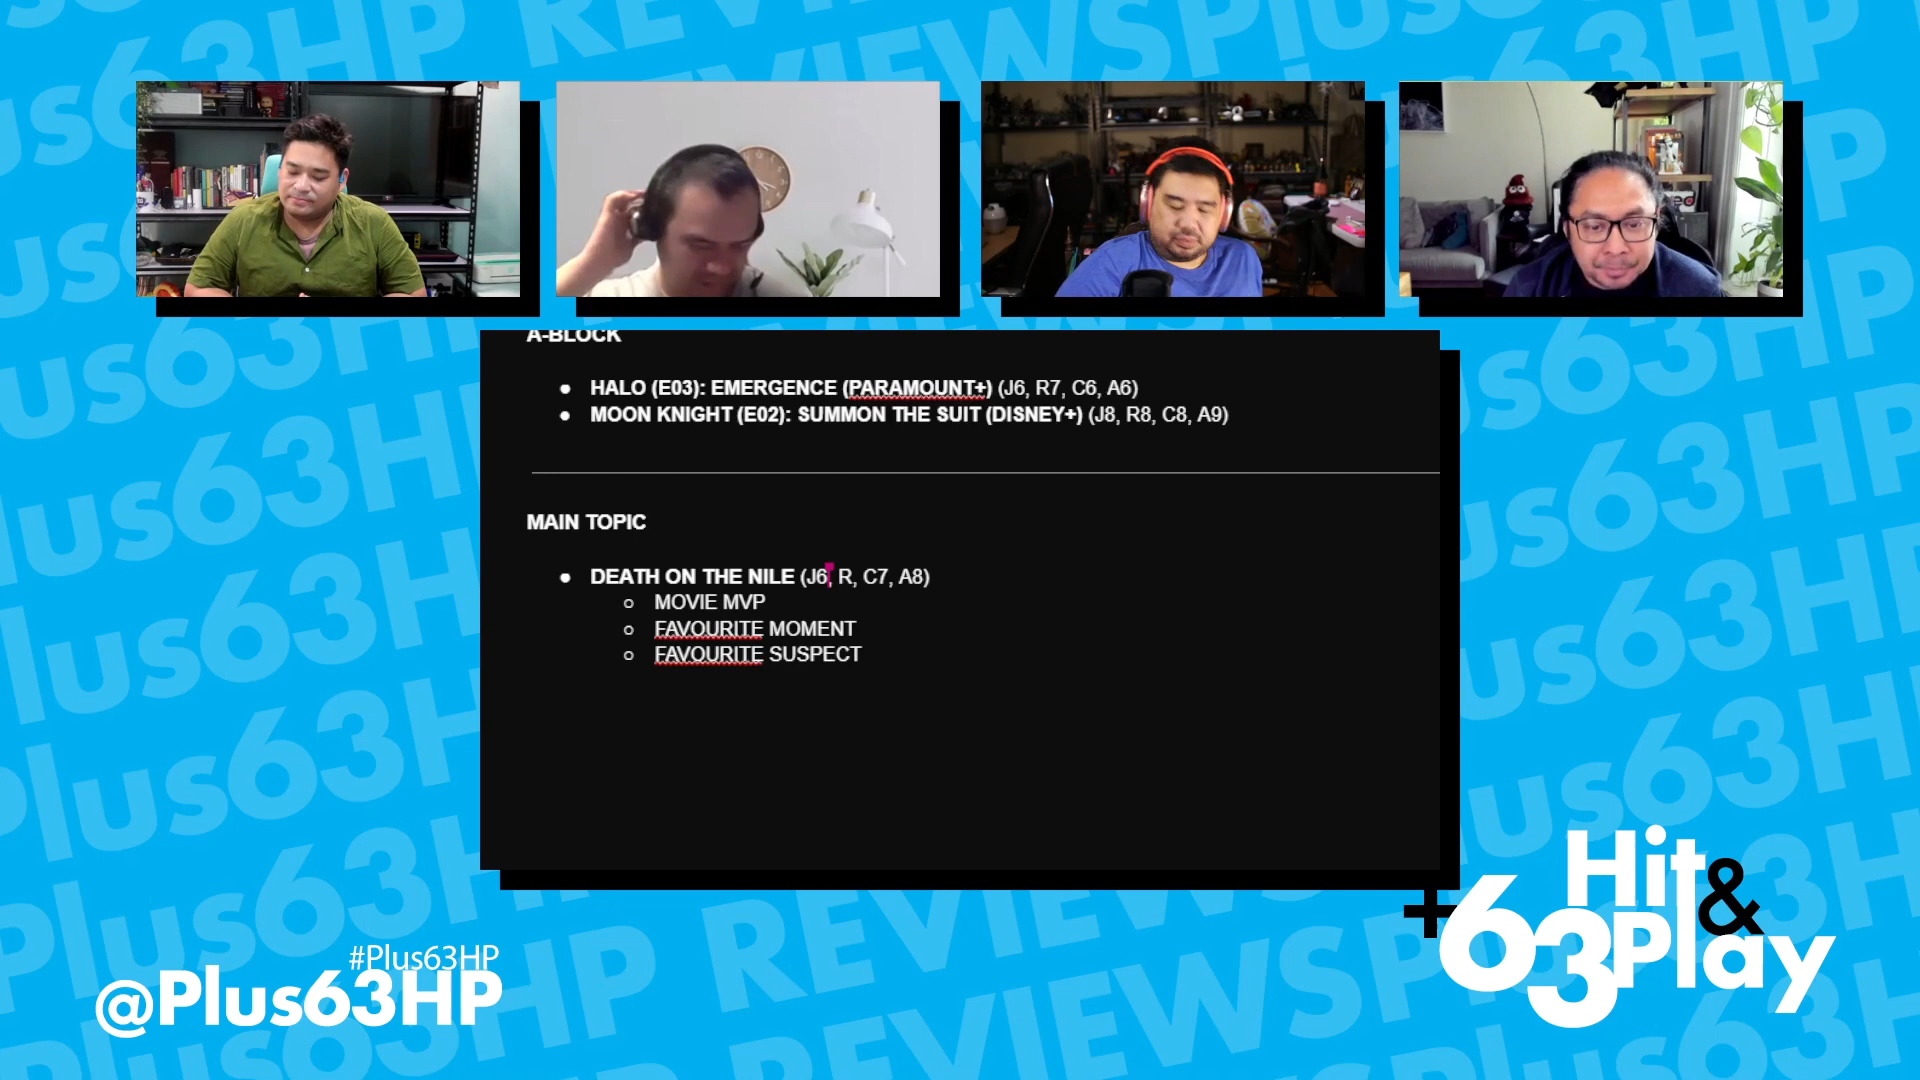 A-BLOCK
● HALO (E03): EMERGENCE (PARAMOUNT+) (J6, R7, C6, A6)
● MOON KNIGHT (E02): SUMMON THE SUIT (DISNEY+) (J8, R8, C8, A9)
MAIN TOPIC
● DEATH ON THE NILE (J6, R, C7, A8)
○ MOVIE MVP
○ FAVOURITE MOMENT
○ FAVOURITE SUSPECT
#Plus63HP
@Plus63HP
Hit&
+63Play
Plus63HP REVIEWS